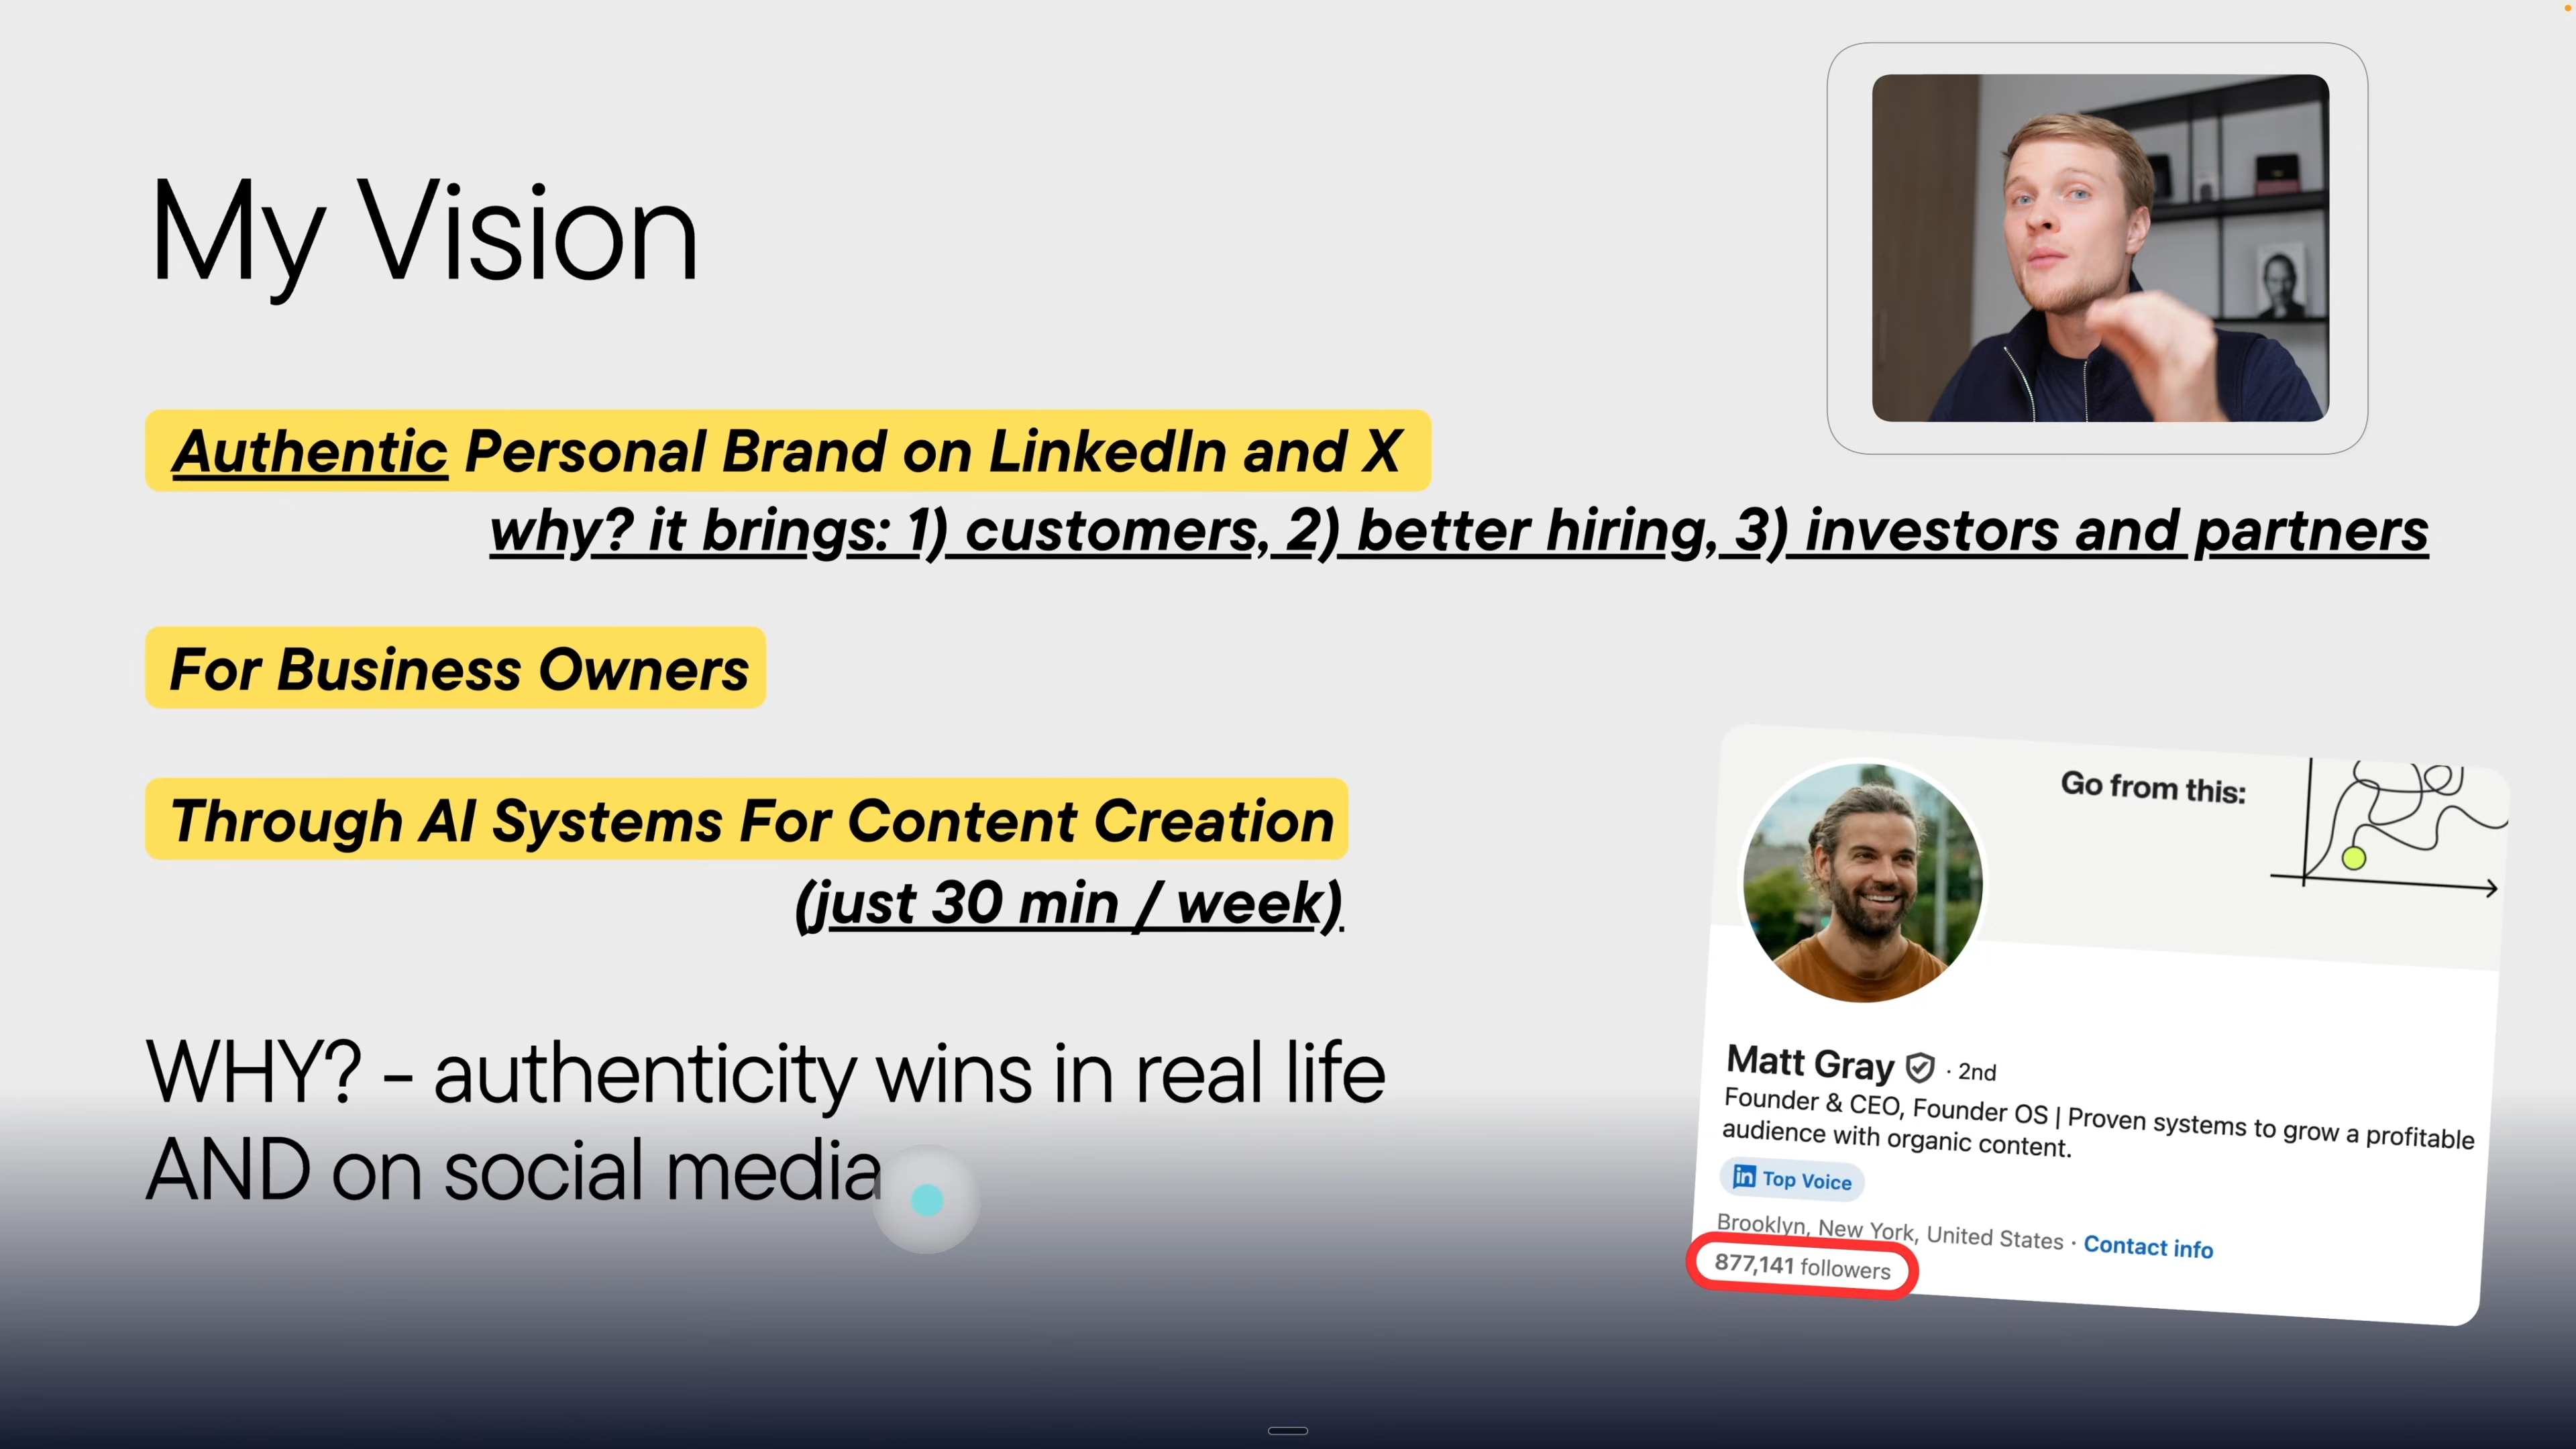 My Vision
Authentic Personal Brand on LinkedIn and X
why? it brings: 1) customers, 2) better hiring, 3) investors and partners
For Business Owners
Through AI Systems For Content Creation
(just 30 min / week).
WHY? - authenticity wins in real life
AND on social media
Go from this:
Matt Gray · 2nd
Founder & CEO, Founder OS | Proven systems to grow a profitable
audience with organic content.
in Top Voice
Brooklyn, New York, United States · Contact info
877,141 followers